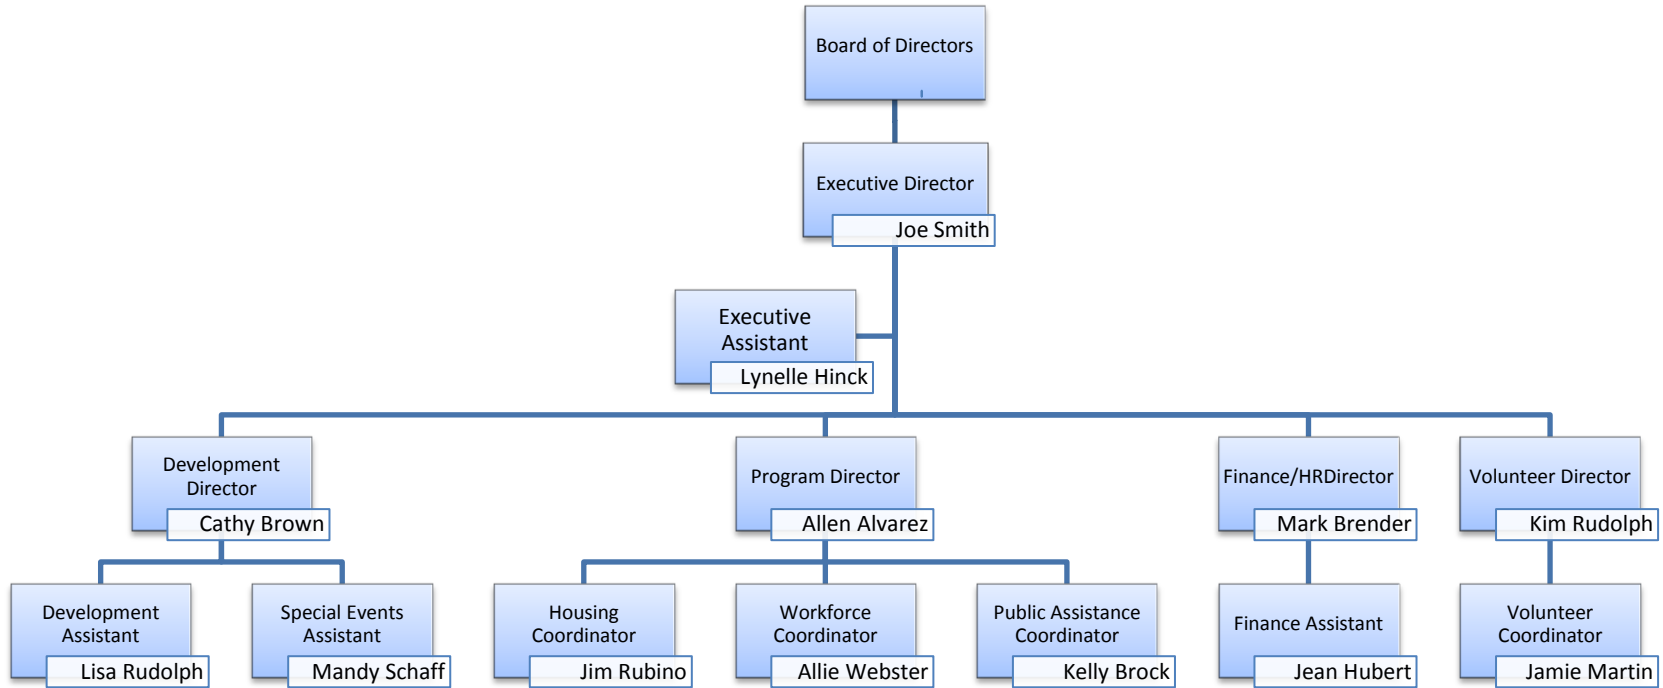 Board of Directors
Executive Director
Joe Smith
Executive
Assistant
Lynelle Hinck
Development
Director
Cathy Brown
Program Director
Allen Alvarez
Finance/HRDirector
Mark Brender
Volunteer Director
Kim Rudolph
Development
Assistant
Lisa Rudolph
Special Events
Assistant
Mandy Schaff
Housing
Coordinator
Jim Rubino
Workforce
Coordinator
Allie Webster
Public Assistance
Coordinator
Kelly Brock
Finance Assistant
Jean Hubert
Volunteer
Coordinator
Jamie Martin